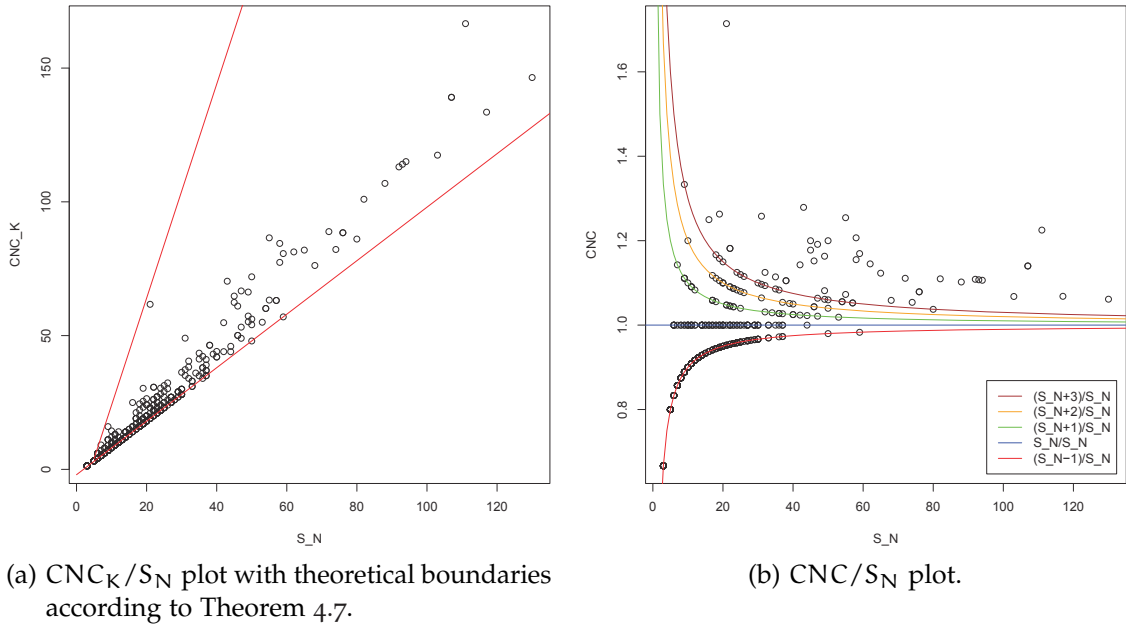 CNC_K
150
100
50
0
0 20 40 60 80 100 120
S_N
CNC
1.6
1.4
1.2
1.0
0.8
(S_N+3)/S_N
(S_N+2)/S_N
(S_N+1)/S_N
S_N/S_N
(S_N−1)/S_N
0 20 40 60 80 100 120
S_N
(a) CNC_K/S_N plot with theoretical boundaries
according to Theorem 4.7.
(b) CNC/S_N plot.